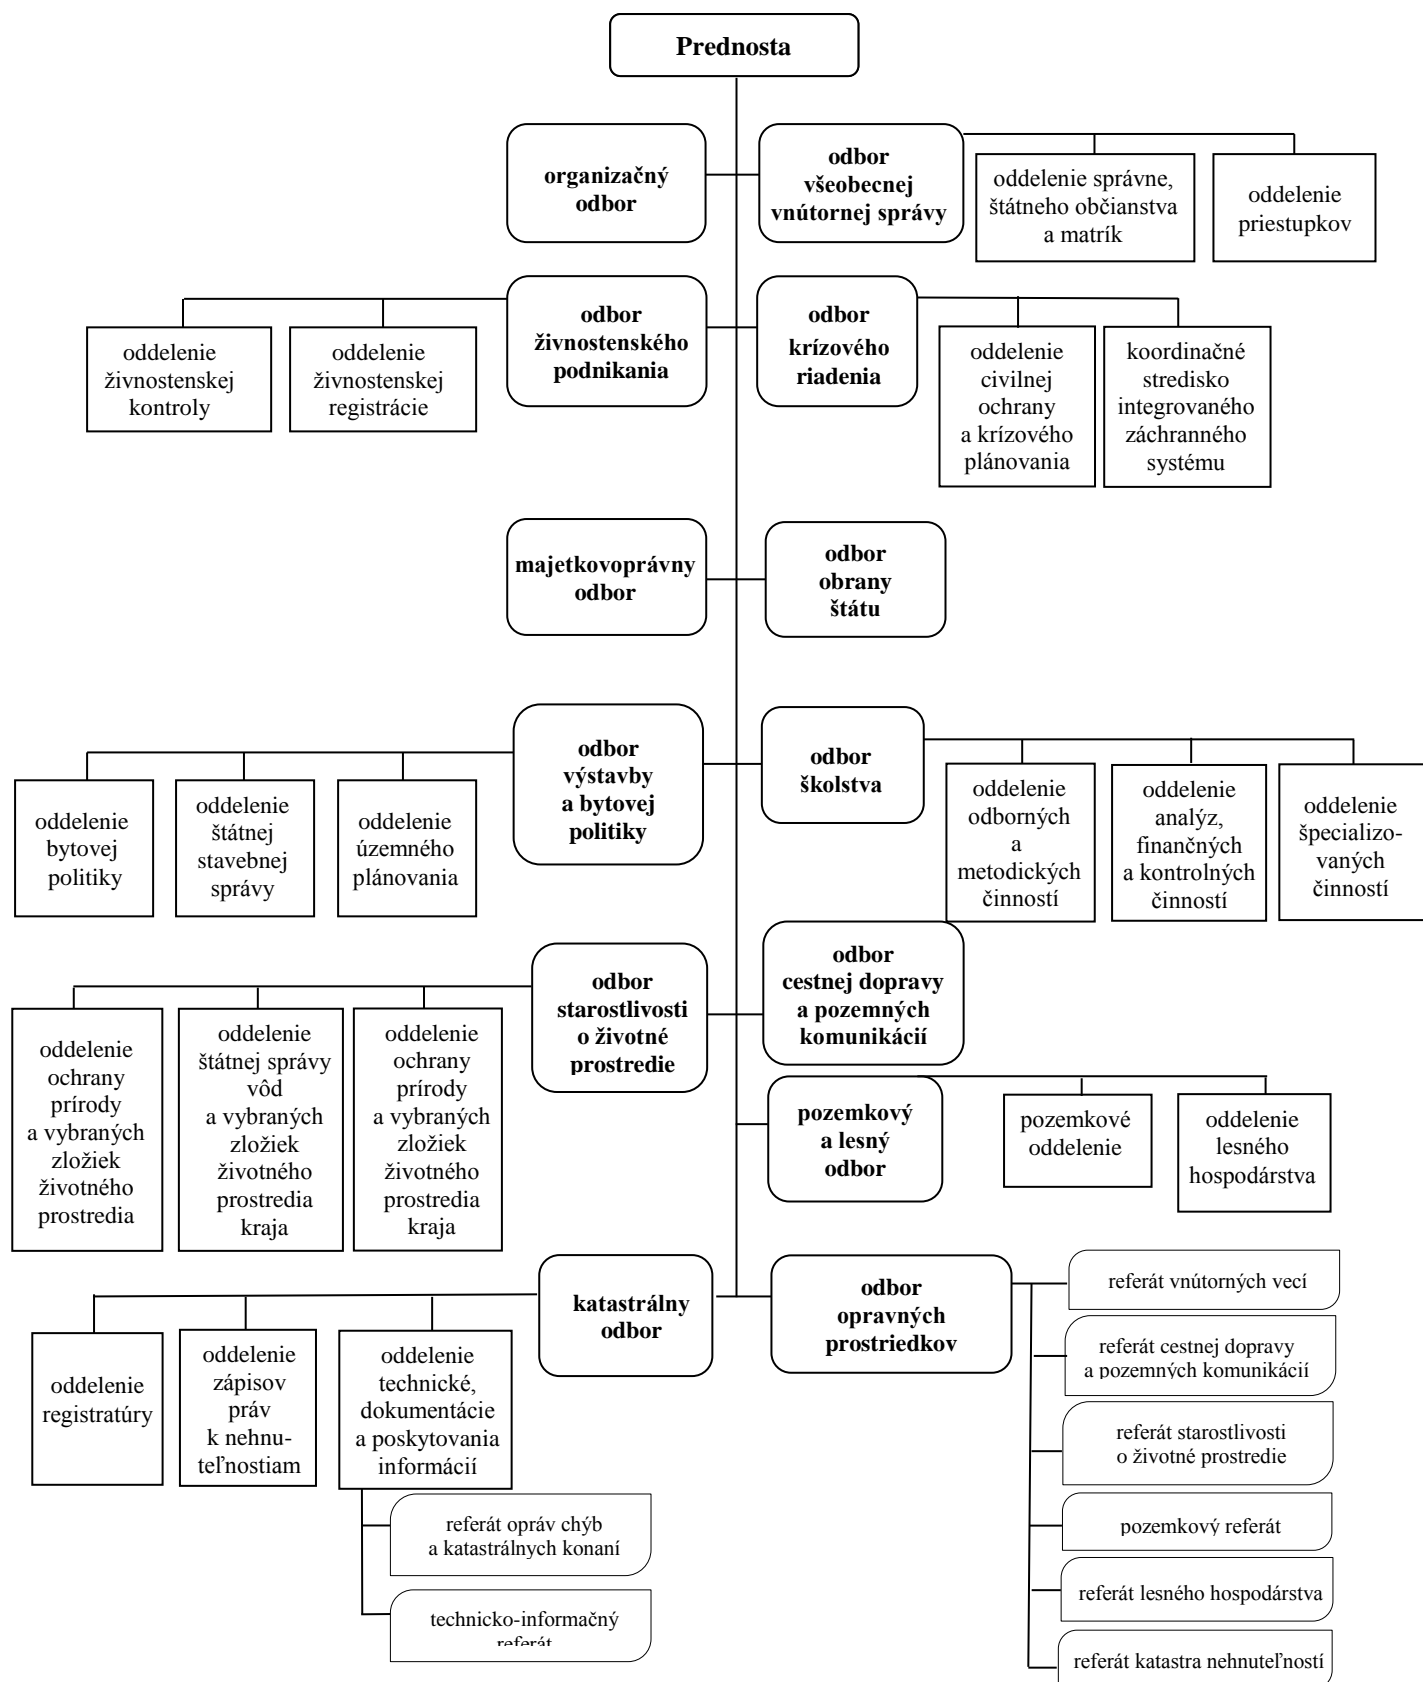 Prednosta
organizačný
odbor
odbor
všeobecnej
vnútornej správy
oddelenie správne,
štátneho občianstva
a matrík
oddelenie
priestupkov
oddelenie
živnostenskej
kontroly
oddelenie
živnostenskej
registrácie
odbor
živnostenského
podnikania
odbor
krízového
riadenia
oddelenie
civilnej
ochrany
a krízového
plánovania
koordinačné
stredisko
integrovaného
záchranného
systému
majetkovoprávny
odbor
odbor
obrany
štátu
oddelenie
bytovej
politiky
oddelenie
štátnej
stavebnej
správy
oddelenie
územného
plánovania
odbor
výstavby
a bytovej
politiky
odbor
školstva
oddelenie
odborných
a
metodických
činností
oddelenie
analýz,
finančných
a kontrolných
činností
oddelenie
špecializo-
vaných
činností
oddelenie
ochrany
prírody
a vybraných
zložiek
životného
prostredia
oddelenie
štátnej správy
vôd
a vybraných
zložiek
životného
prostredia
kraja
oddelenie
ochrany
prírody
a vybraných
zložiek
životného
prostredia
kraja
odbor
starostlivosti
o životné
prostredie
odbor
cestnej dopravy
a pozemných
komunikácií
pozemkový
a lesný
odbor
pozemkové
oddelenie
oddelenie
lesného
hospodárstva
oddelenie
registratúry
oddelenie
zápisov
práv
k nehnu-
teľnostiam
oddelenie
technické,
dokumentácie
a poskytovania
informácií
katastrálny
odbor
odbor
opravných
prostriedkov
referát vnútorných vecí
referát cestnej dopravy
a pozemných komunikácií
referát starostlivosti
o životné prostredie
pozemkový referát
referát lesného hospodárstva
referát katastra nehnuteľností
referát opráv chýb
a katastrálnych konaní
technicko-informačný
referát